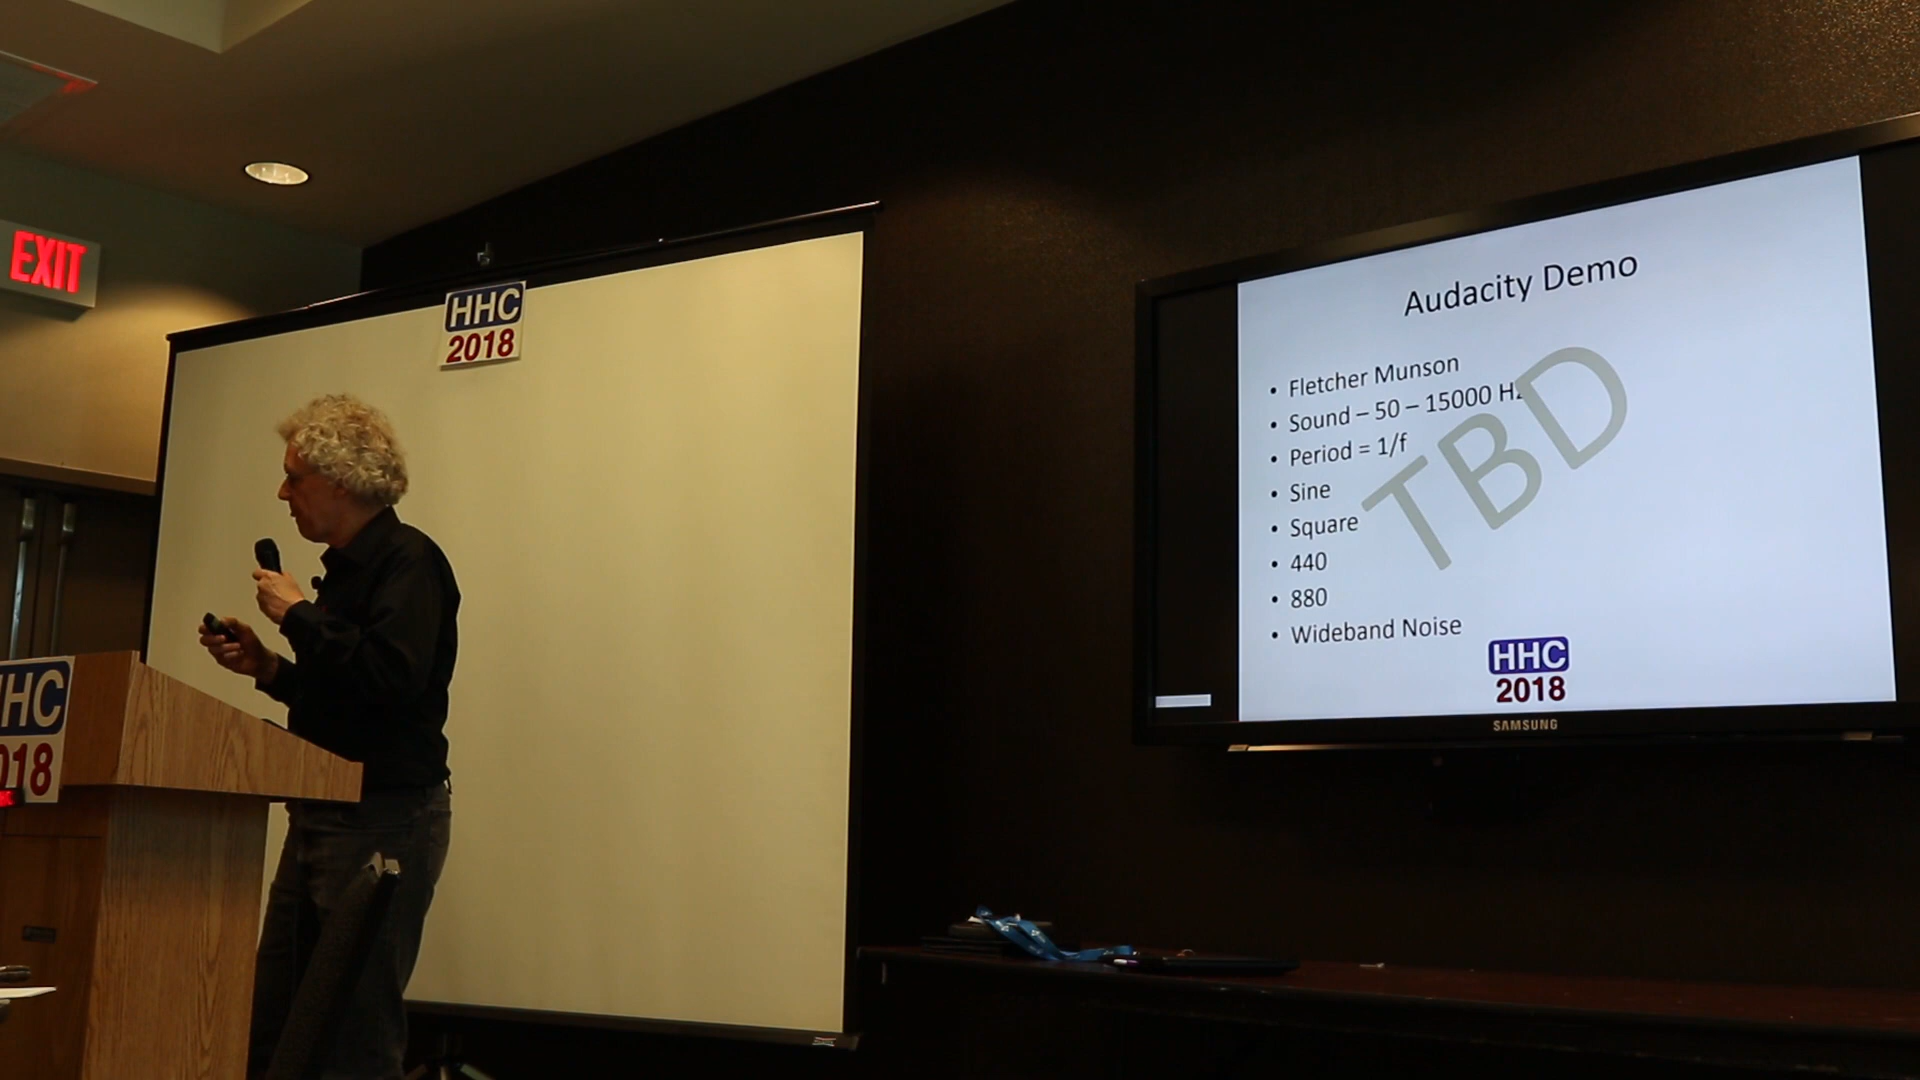 EXIT
HHC
2018
HHC
2018
Audacity Demo
• Fletcher Munson
• Sound – 50 – 15000 Hz
• Period = 1/f
• Sine
• Square
• 440
• 880
• Wideband Noise
TBD
HHC
2018
SAMSUNG